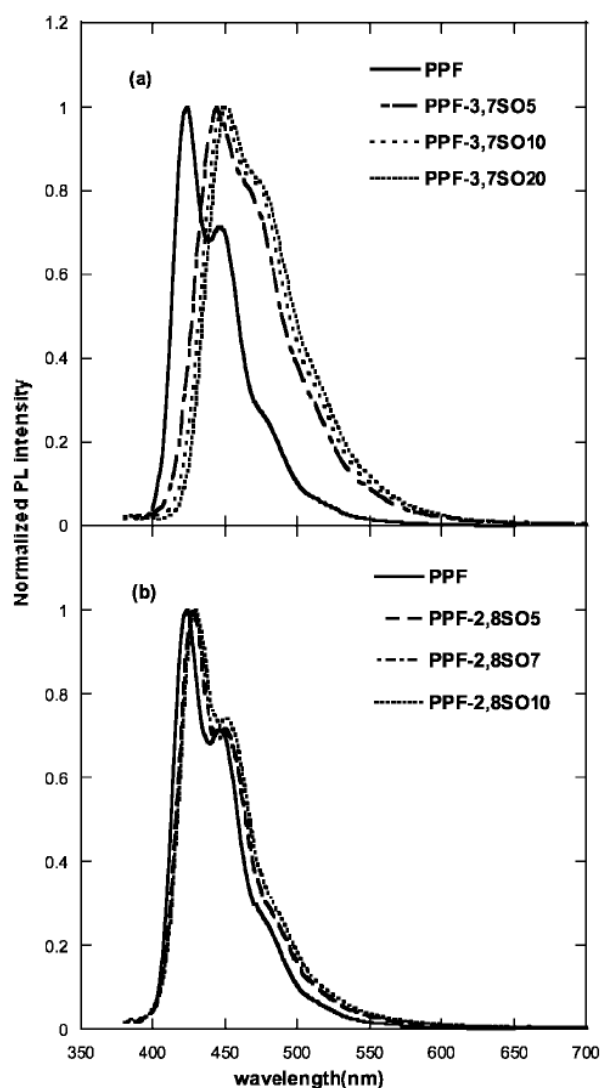 1.2
(a)
PPF
PPF-3,7SO5
PPF-3,7SO10
PPF-3,7SO20
1
0.8
0.6
0.4
0.2
0
Normalized PL intensity
(b)
PPF
PPF-2,8SO5
PPF-2,8SO7
PPF-2,8SO10
1
0.8
0.6
0.4
0.2
0
350 400 450 500 550 600 650 700
wavelength(nm)